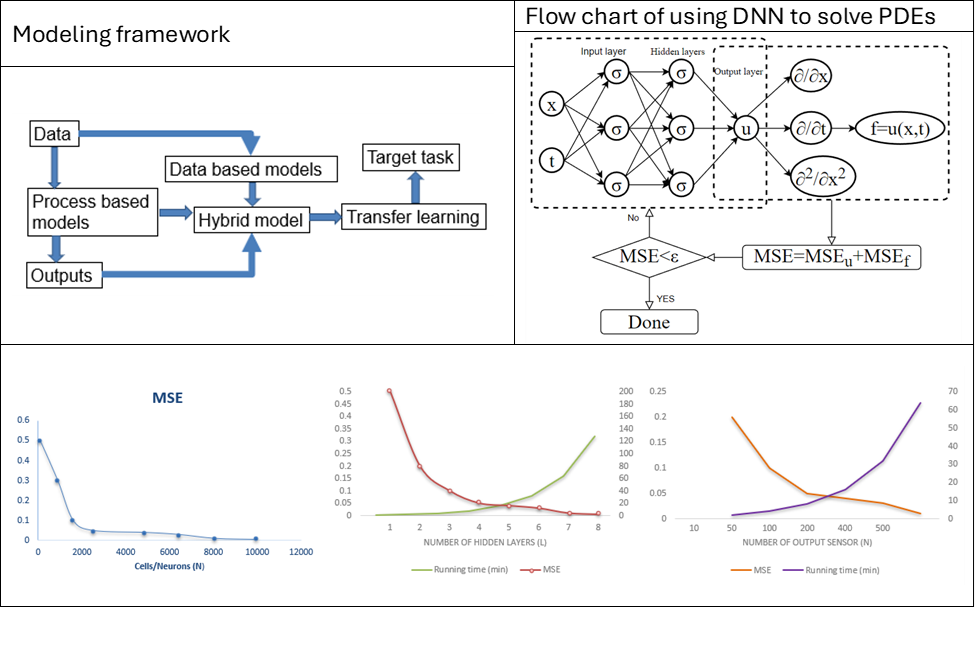 Modeling framework
Flow chart of using DNN to solve PDEs
Data
Data based models
Target task
Process based
models
Hybrid model
Transfer learning
Outputs
Input layer
Hidden layers
Output layer
x
t
σ
σ
σ
σ
σ
σ
u
∂/∂x
∂/∂t
∂²/∂x²
f=u(x,t)
No
MSE<ε
MSE=MSEu+MSEf
YES
Done
MSE
0.6
0.5
0.4
0.3
0.2
0.1
0
0 2000 4000 6000 8000 10000 12000
Cells/Neurons (N)
0.5
0.45
0.4
0.35
0.3
0.25
0.2
0.15
0.1
0.05
0
200
180
160
140
120
100
80
60
40
20
0
1 2 3 4 5 6 7 8
NUMBER OF HIDDEN LAYERS (L)
Running time (min) MSE
0.25
0.2
0.15
0.1
0.05
0
70
60
50
40
30
20
10
0
10 50 100 200 400 500
NUMBER OF OUTPUT SENSOR (N)
MSE Running time (min)